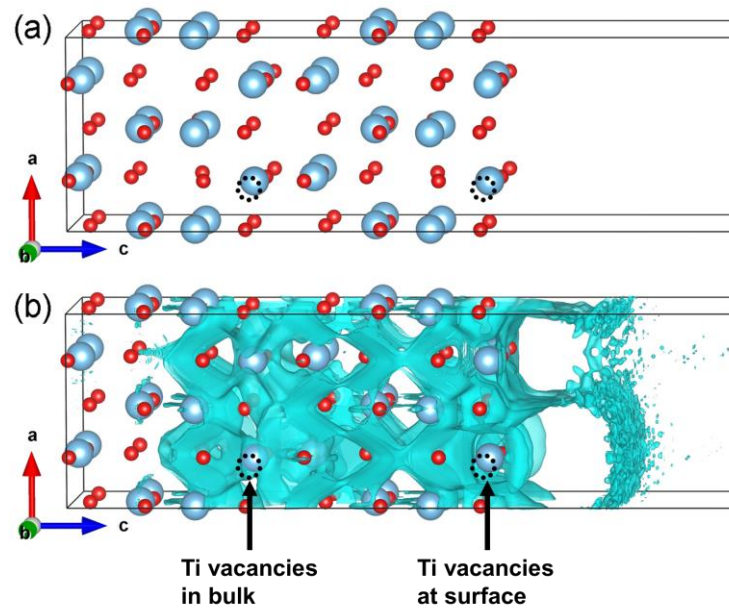 (a)
a
b
c
(b)
a
b
c
Ti vacancies
in bulk
Ti vacancies
at surface